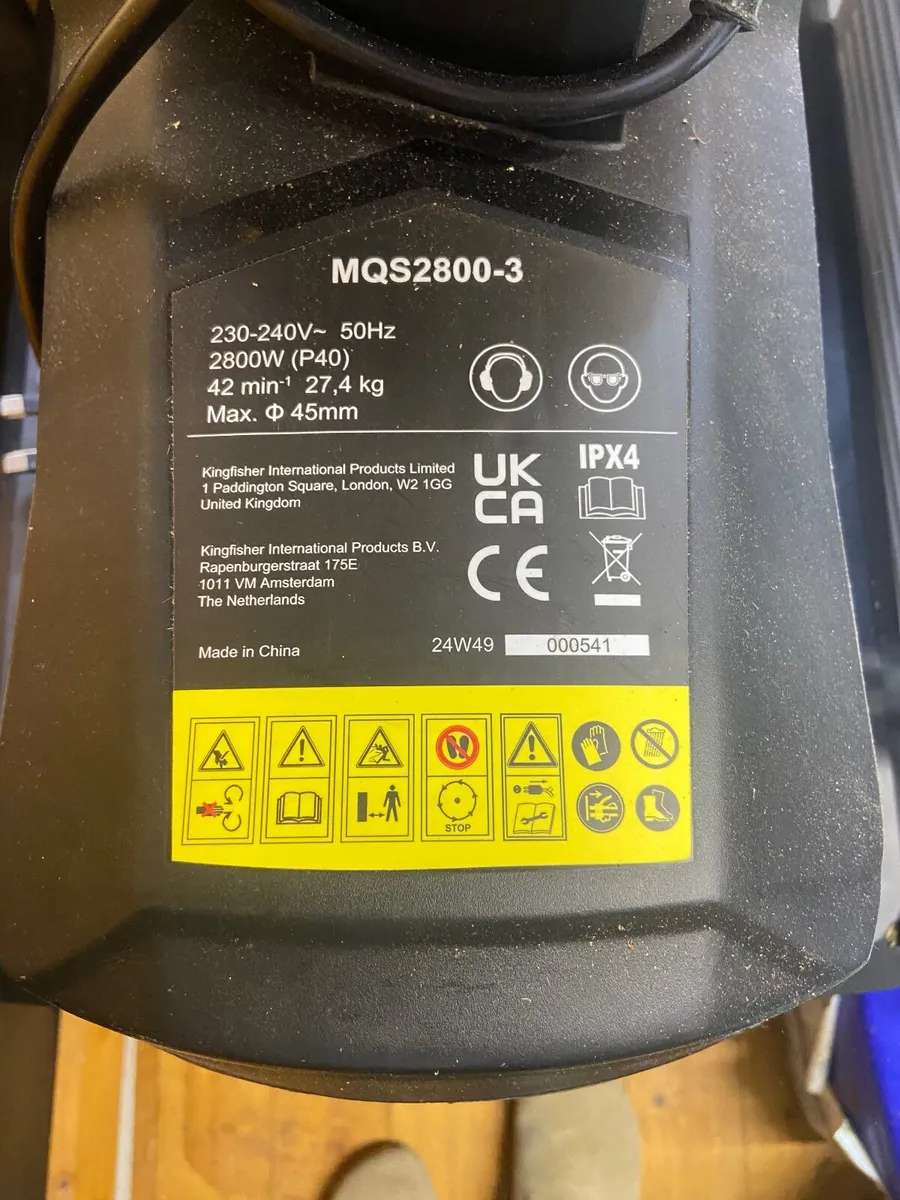 MQS2800-3
230-240V~ 50Hz
2800W (P40)
42 min⁻¹ 27,4 kg
Max. Φ 45mm
IPX4
Kingfisher International Products Limited
1 Paddington Square, London, W2 1GG
United Kingdom
UK
CA
Kingfisher International Products B.V.
Rapenburgerstraat 175E
1011 VM Amsterdam
The Netherlands
CE
Made in China
24W49 000541
STOP